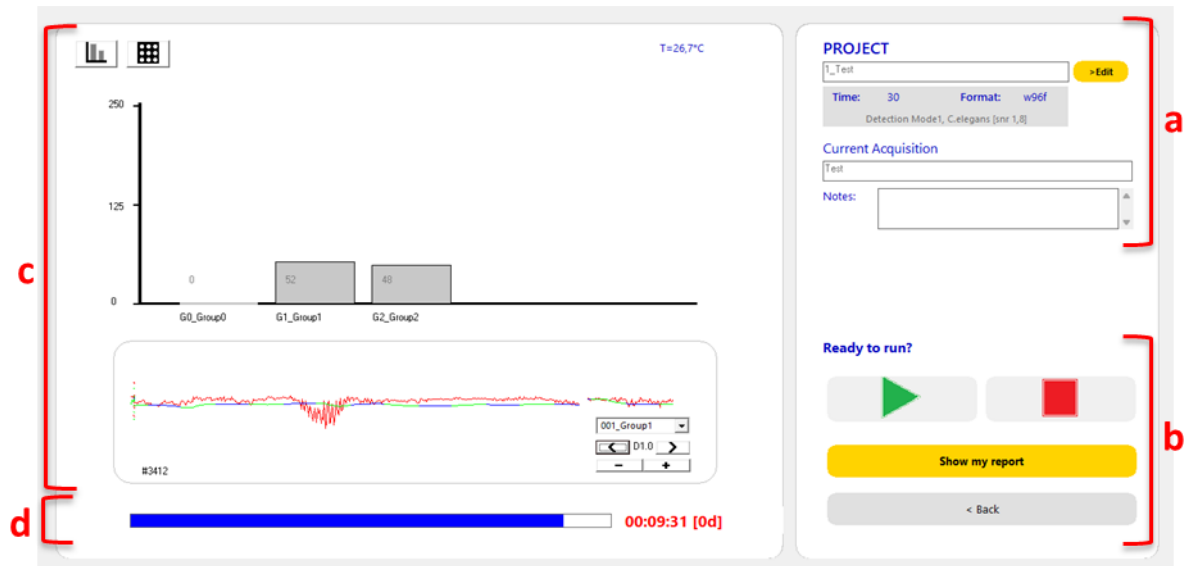 T=26,7°C
250
125
0
0
52
48
G0_Group0
G1_Group1
G2_Group2
001_Group1
D1.0
− +
#3412
00:09:31 [0d]
c
d
PROJECT
1_Test
>Edit
Time: 30 Format: w96f
Detection Mode1, C.elegans [snr 1,8]
Current Acquisition
Test
Notes:
a
Ready to run?
Show my report
< Back
b